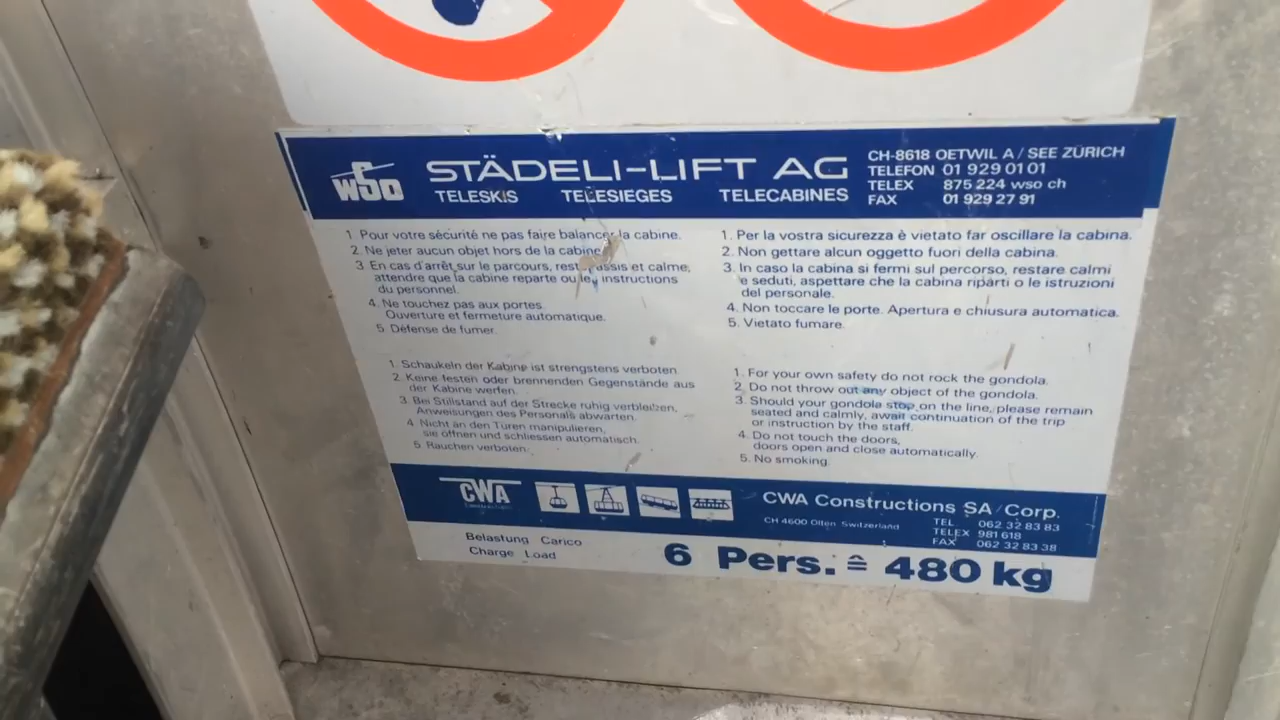 WSO STÄDELI-LIFT AG
TELESKIS TELESIEGES TELECABINES
CH-8618 OETWIL A/SEE ZÜRICH
TELEFON 01 929 01 01
TELEX 875 224 wso ch
FAX 01 929 27 91
1. Pour votre sécurité ne pas faire balancer la cabine.
2. Ne jeter aucun objet hors de la cabine
3. En cas d'arrêt sur le parcours, assis et calme,
attendre que la cabine reparte ou les instructions
du personnel.
4. Ne touchez pas aux portes
Ouverture et fermeture automatique.
5. Défense de fumer.
1. Per la vostra sicurezza è vietato far oscillare la cabina.
2. Non gettare alcun oggetto fuori della cabina.
3. In caso la cabina si fermi sul percorso, restare calmi
e seduti, aspettare che la cabina riparti o le istruzioni
del personale.
4. Non toccare le porte. Apertura e chiusura automatica.
5. Vietato fumare.
1. Schaukeln der Kabine ist strengstens verboten.
2. Keine festen oder brennenden Gegenstände aus
der Kabine werfen.
3. Bei Stillstand auf der Strecke ruhig verbleiben,
Anweisungen des Personals abwarten.
4. Nicht an den Türen manipulieren,
sie öffnen und schliessen automatisch.
5. Rauchen verboten.
1. For your own safety do not rock the gondola.
2. Do not throw out any object of the gondola.
3. Should your gondola stop on the line, please remain
seated and calmly, await continuation of the trip
or instruction by the staff.
4. Do not touch the doors,
doors open and close automatically.
5. No smoking.
CWA
CWA Constructions SA/Corp.
CH 4600 Olten Switzerland
TEL. 062 32 83 83
TELEX 981 618
FAX 062 32 83 38
Belastung Carico
Charge Load
6 Pers. ≙ 480 kg